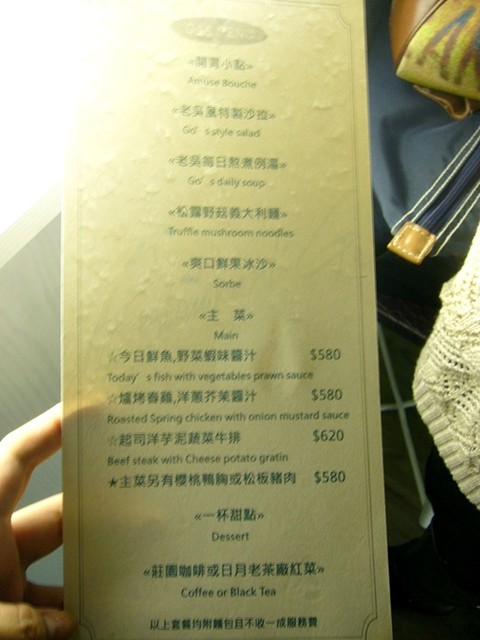 «開胃小點»
Amuse Bouche
«老吳風特製沙拉»
Go's style salad
«老吳每日熬煮例湯»
Go's daily soup
«松露野菇義大利麵»
Truffle mushroom noodles
«爽口鮮果冰沙»
Sorbe
«主 菜»
Main
☆今日鮮魚,野菜蝦味醬汁 $580
Today's fish with vegetables prawn sauce
☆爐烤春雞,洋蔥芥茉醬汁 $580
Roasted Spring chicken with onion mustard sauce
☆起司洋芋泥蔬菜牛排 $620
Beef steak with Cheese potato gratin
★主菜另有櫻桃鴨胸或松板豬肉 $580
«一杯甜點»
Dessert
«莊園咖啡或日月老茶廠紅茶»
Coffee or Black Tea
以上套餐均附麵包且不收一成服務費